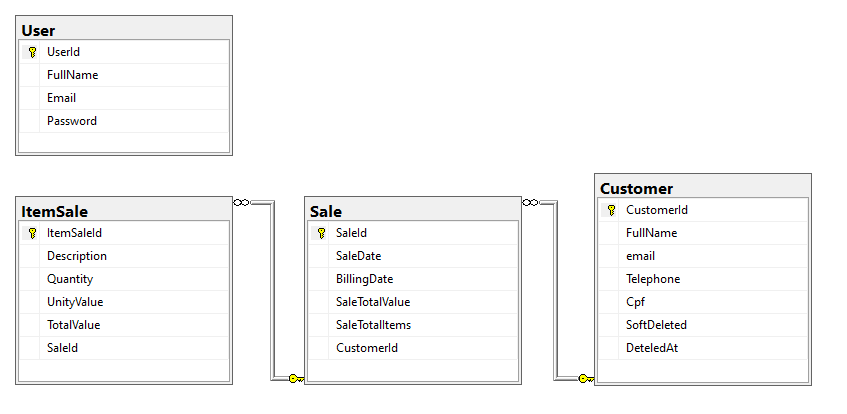 User
UserId
FullName
Email
Password
ItemSale
ItemSaleId
Description
Quantity
UnityValue
TotalValue
SaleId
Sale
SaleId
SaleDate
BillingDate
SaleTotalValue
SaleTotalItems
CustomerId
Customer
CustomerId
FullName
email
Telephone
Cpf
SoftDeleted
DeteledAt